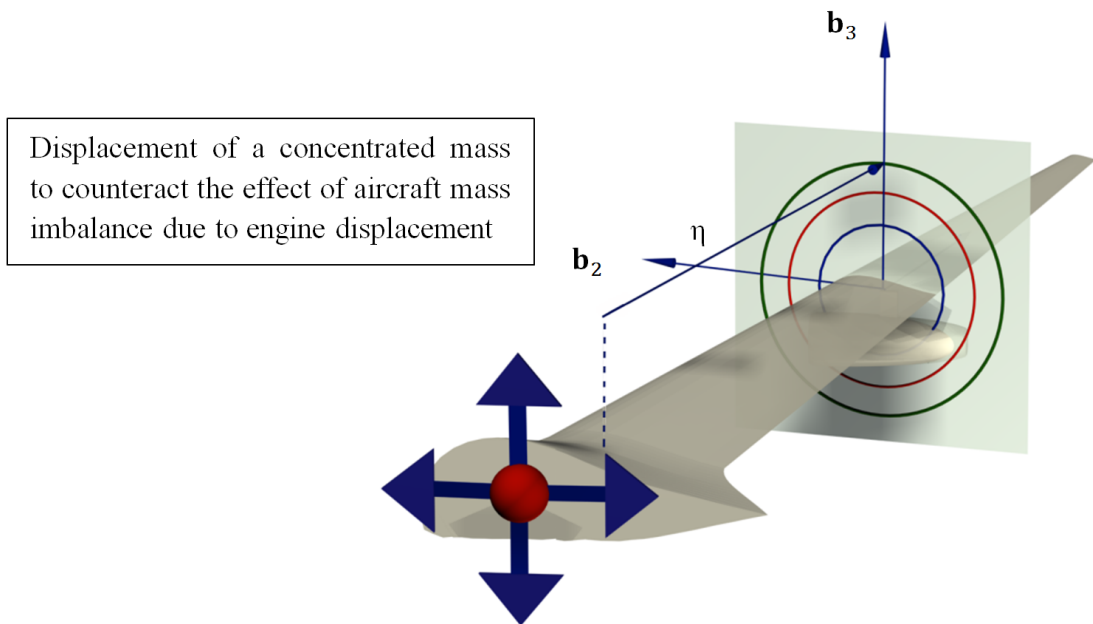 b3
Displacement of a concentrated mass
to counteract the effect of aircraft mass
imbalance due to engine displacement
η
b2